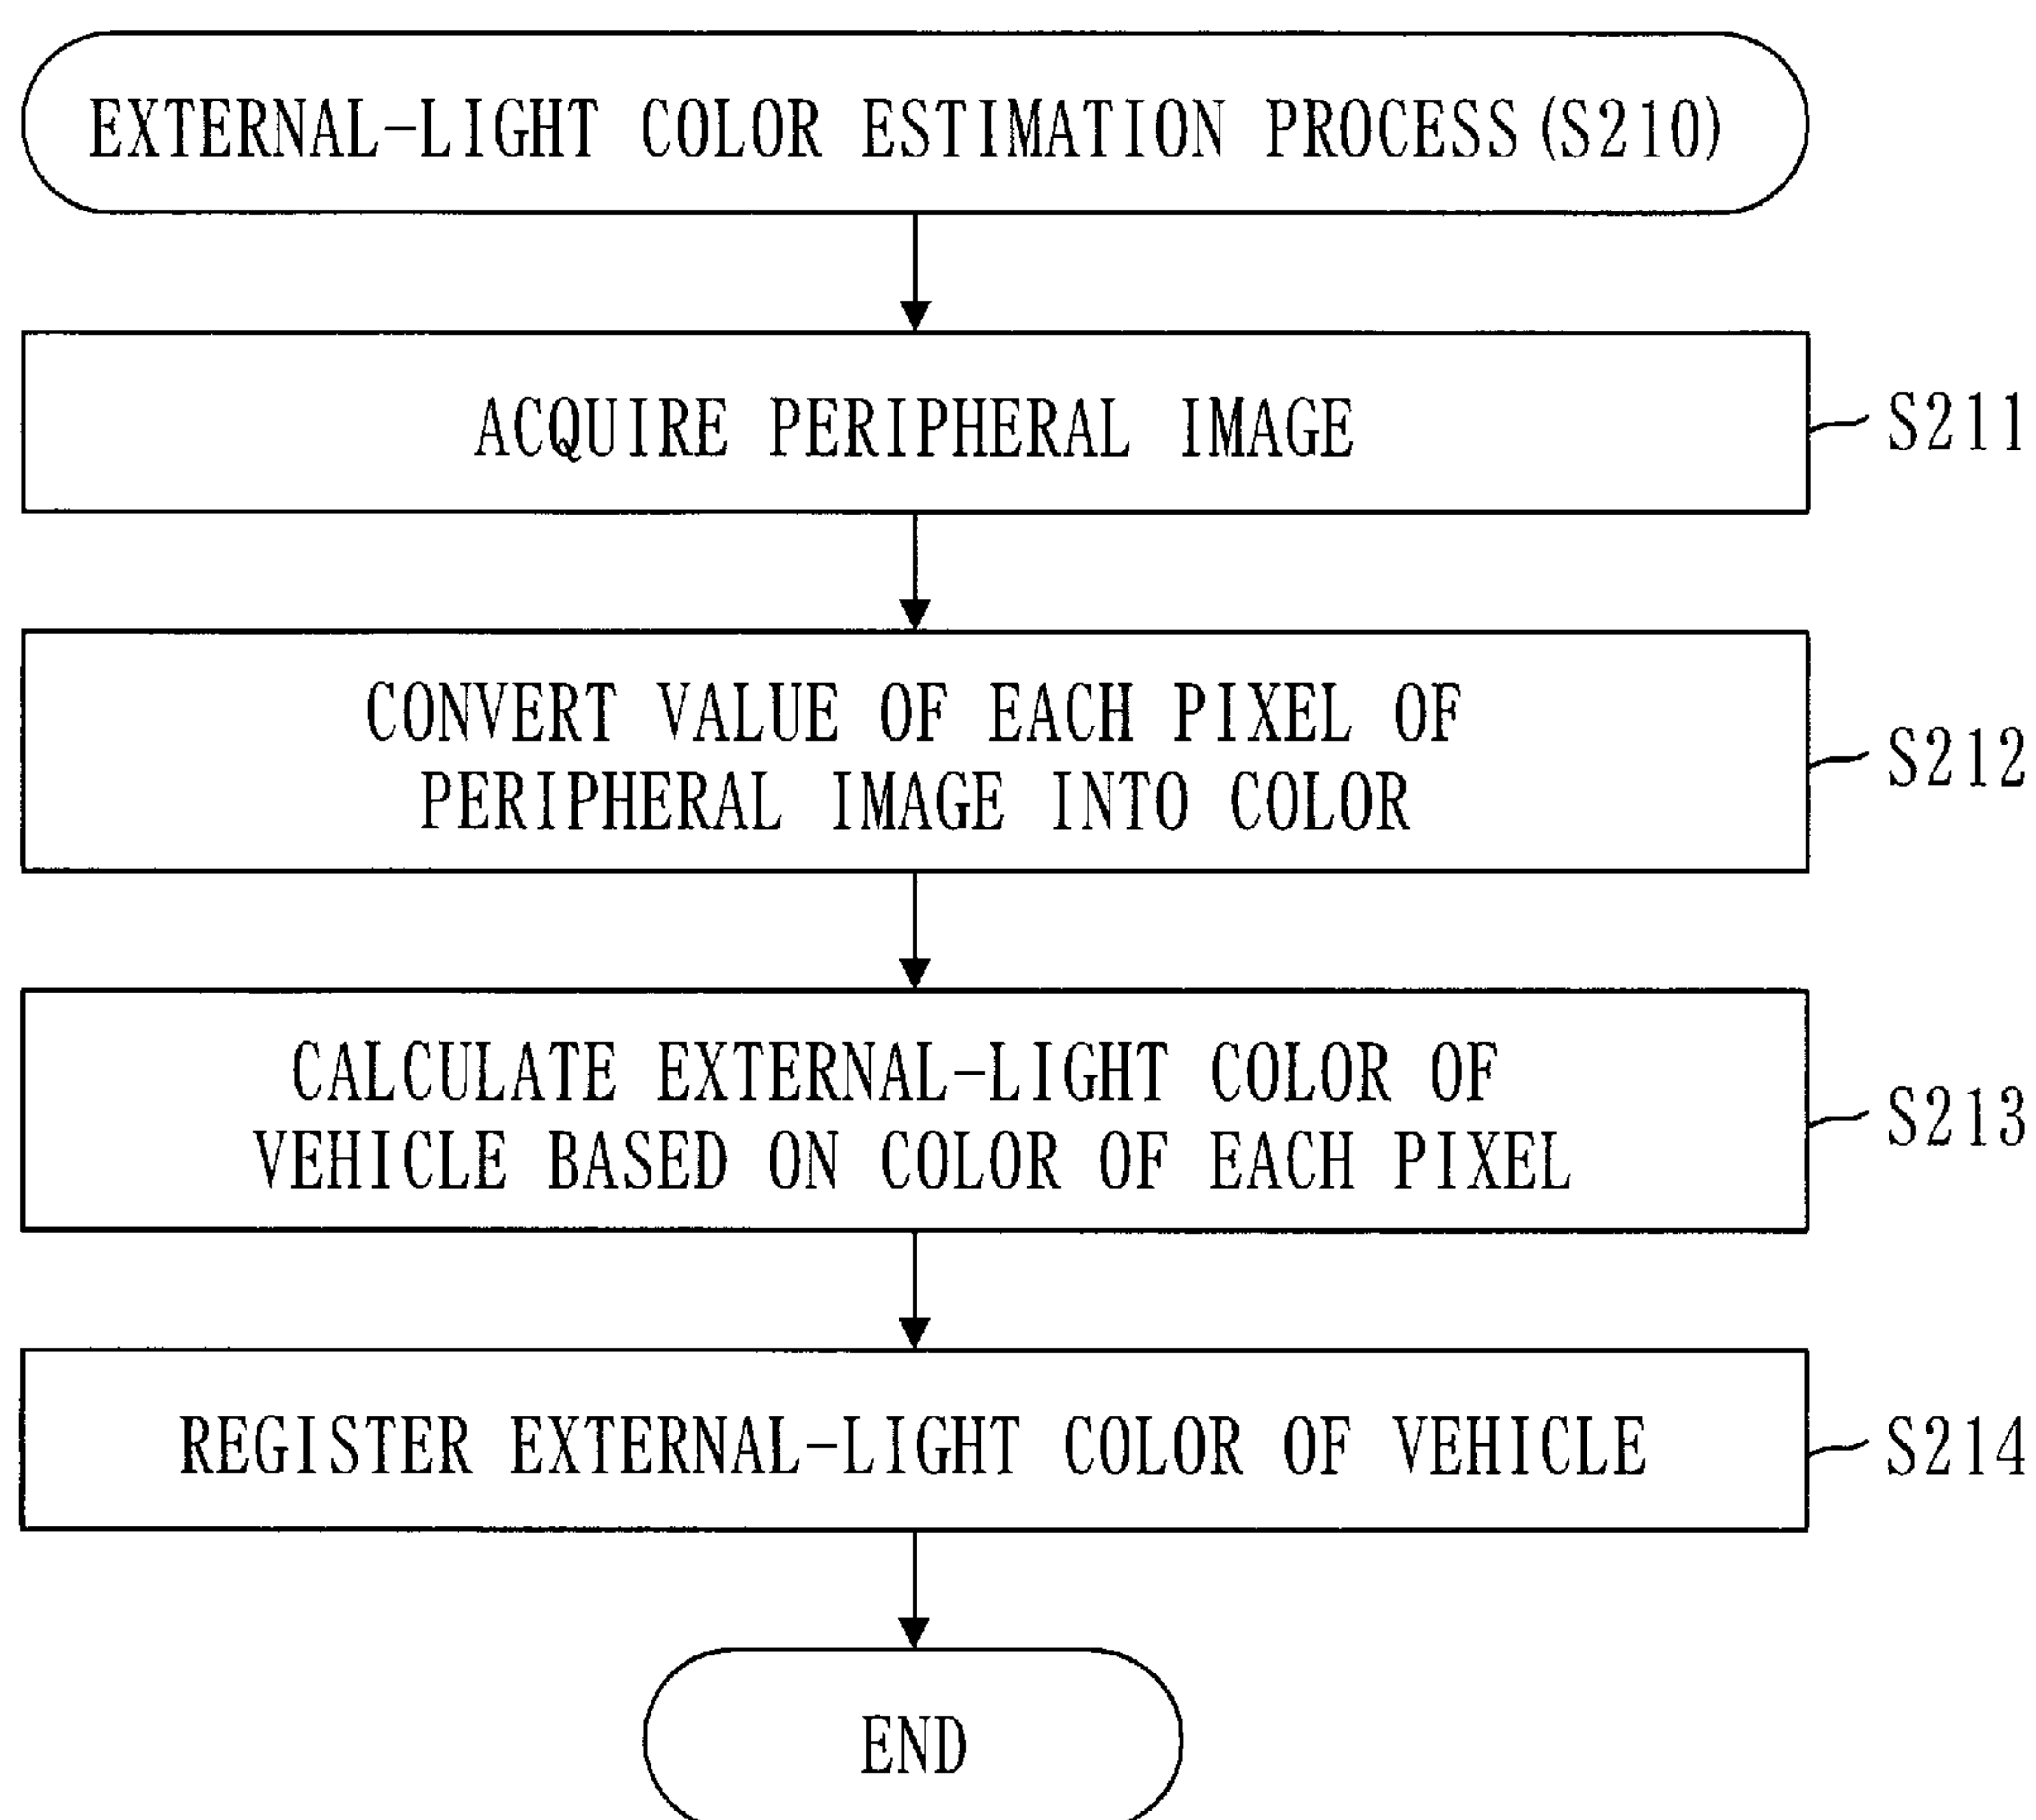 EXTERNAL-LIGHT COLOR ESTIMATION PROCESS(S210)
ACQUIRE PERIPHERAL IMAGE
S211
CONVERT VALUE OF EACH PIXEL OF
PERIPHERAL IMAGE INTO COLOR
S212
CALCULATE EXTERNAL-LIGHT COLOR OF
VEHICLE BASED ON COLOR OF EACH PIXEL
S213
REGISTER EXTERNAL-LIGHT COLOR OF VEHICLE
S214
END